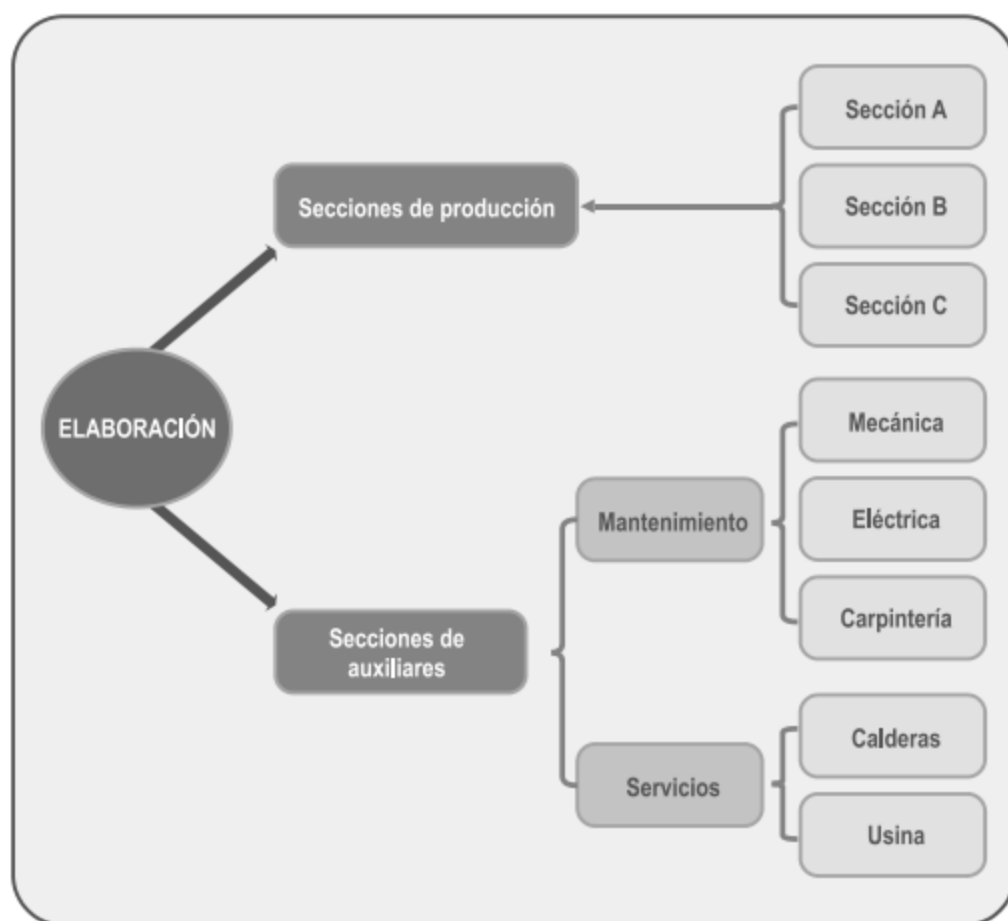 Sección A
Secciones de producción
Sección B
Sección C
ELABORACIÓN
Mecánica
Mantenimiento
Eléctrica
Carpintería
Secciones de
auxiliares
Calderas
Servicios
Usina